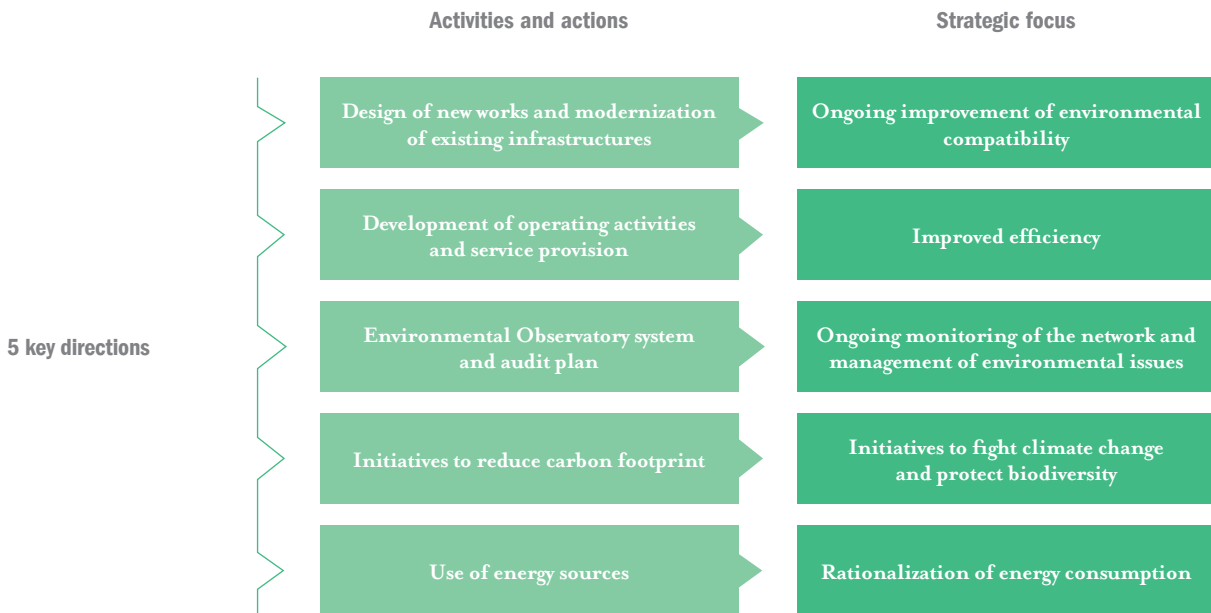 Activities and actions
Strategic focus
5 key directions
Design of new works and modernization
of existing infrastructures
Ongoing improvement of environmental
compatibility
Development of operating activities
and service provision
Improved efficiency
Environmental Observatory system
and audit plan
Ongoing monitoring of the network and
management of environmental issues
Initiatives to reduce carbon footprint
Initiatives to fight climate change
and protect biodiversity
Use of energy sources
Rationalization of energy consumption